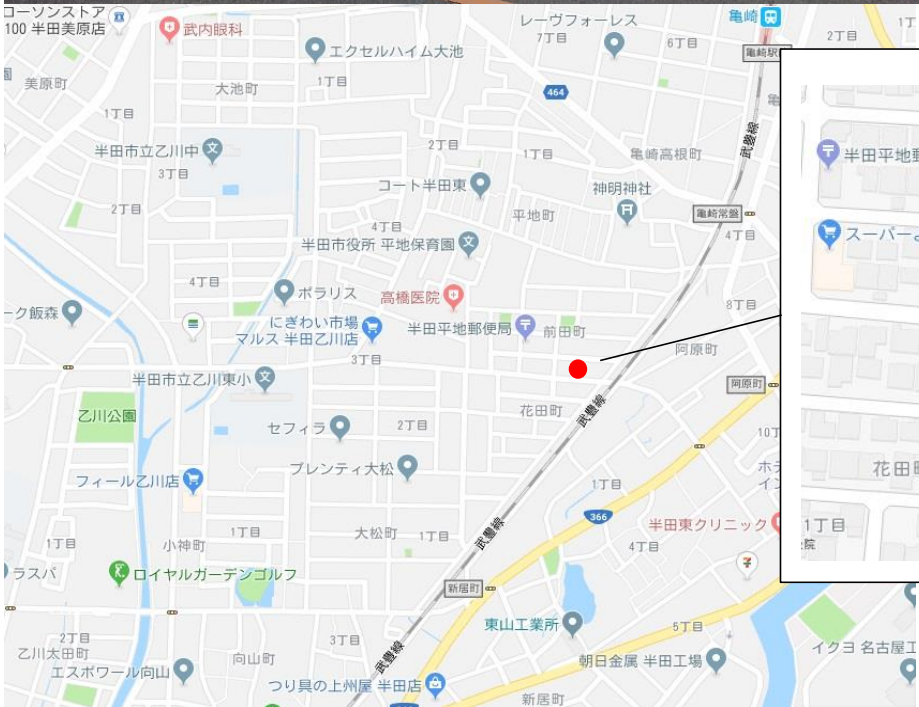 ローソンストア
100 半田美原店
武内眼科
エクセルハイム大池
1丁目
レーヴフォーレス
7丁目
6丁目
亀崎
2丁目
美原町
大池町
1丁目
464
半田市立乙川中
3丁目
2丁目
1丁目
亀崎高根町
武豊線
2丁目
コート半田東
神明神社
平地町
亀崎常盤
4丁目
4丁目
半田市役所 平地保育園
4丁目
ポラリス
高橋医院
8丁目
ーク飯森
にぎわい市場
マルス 半田乙川店
半田平地郵便局
前田町
3丁目
阿原町
半田市立乙川東小
阿原町
乙川公園
花田町
武豊線
セフィラ
2丁目
プレンティ大松
フィール乙川店
1丁目
366
半田東クリニック
1丁目
小神町
1丁目
大松町
1丁目
武豊線
4丁目
ラスパ
ロイヤルガーデンゴルフ
新居町
東山工業所
5丁目
2丁目
乙川太田町
向山町
3丁目
武豊線
エスポワール向山
朝日金属 半田工場
イクヨ 名古屋工
つり具の上州屋 半田店
新居町
半田平地郵
スーパー
花田町
1丁目
院